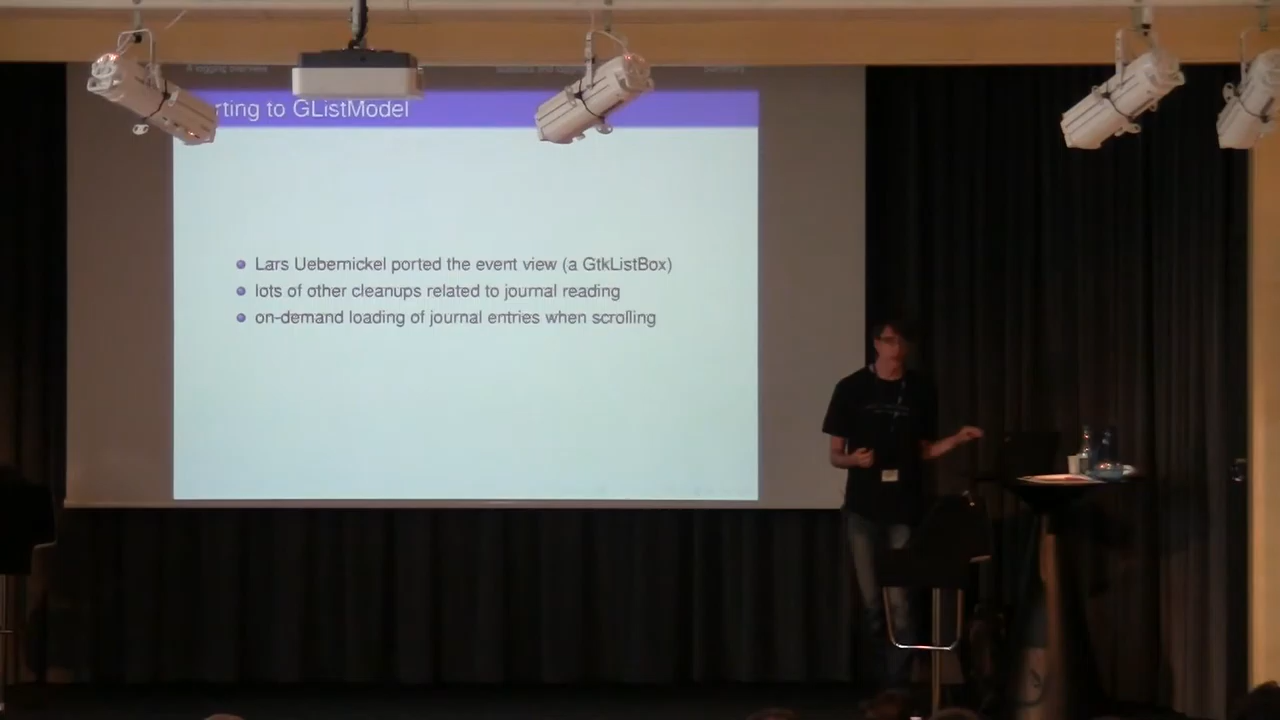 rting to GListModel
Lars Uebernickel ported the event view (a GtkListBox)
lots of other cleanups related to journal reading
on-demand loading of journal entries when scrolling